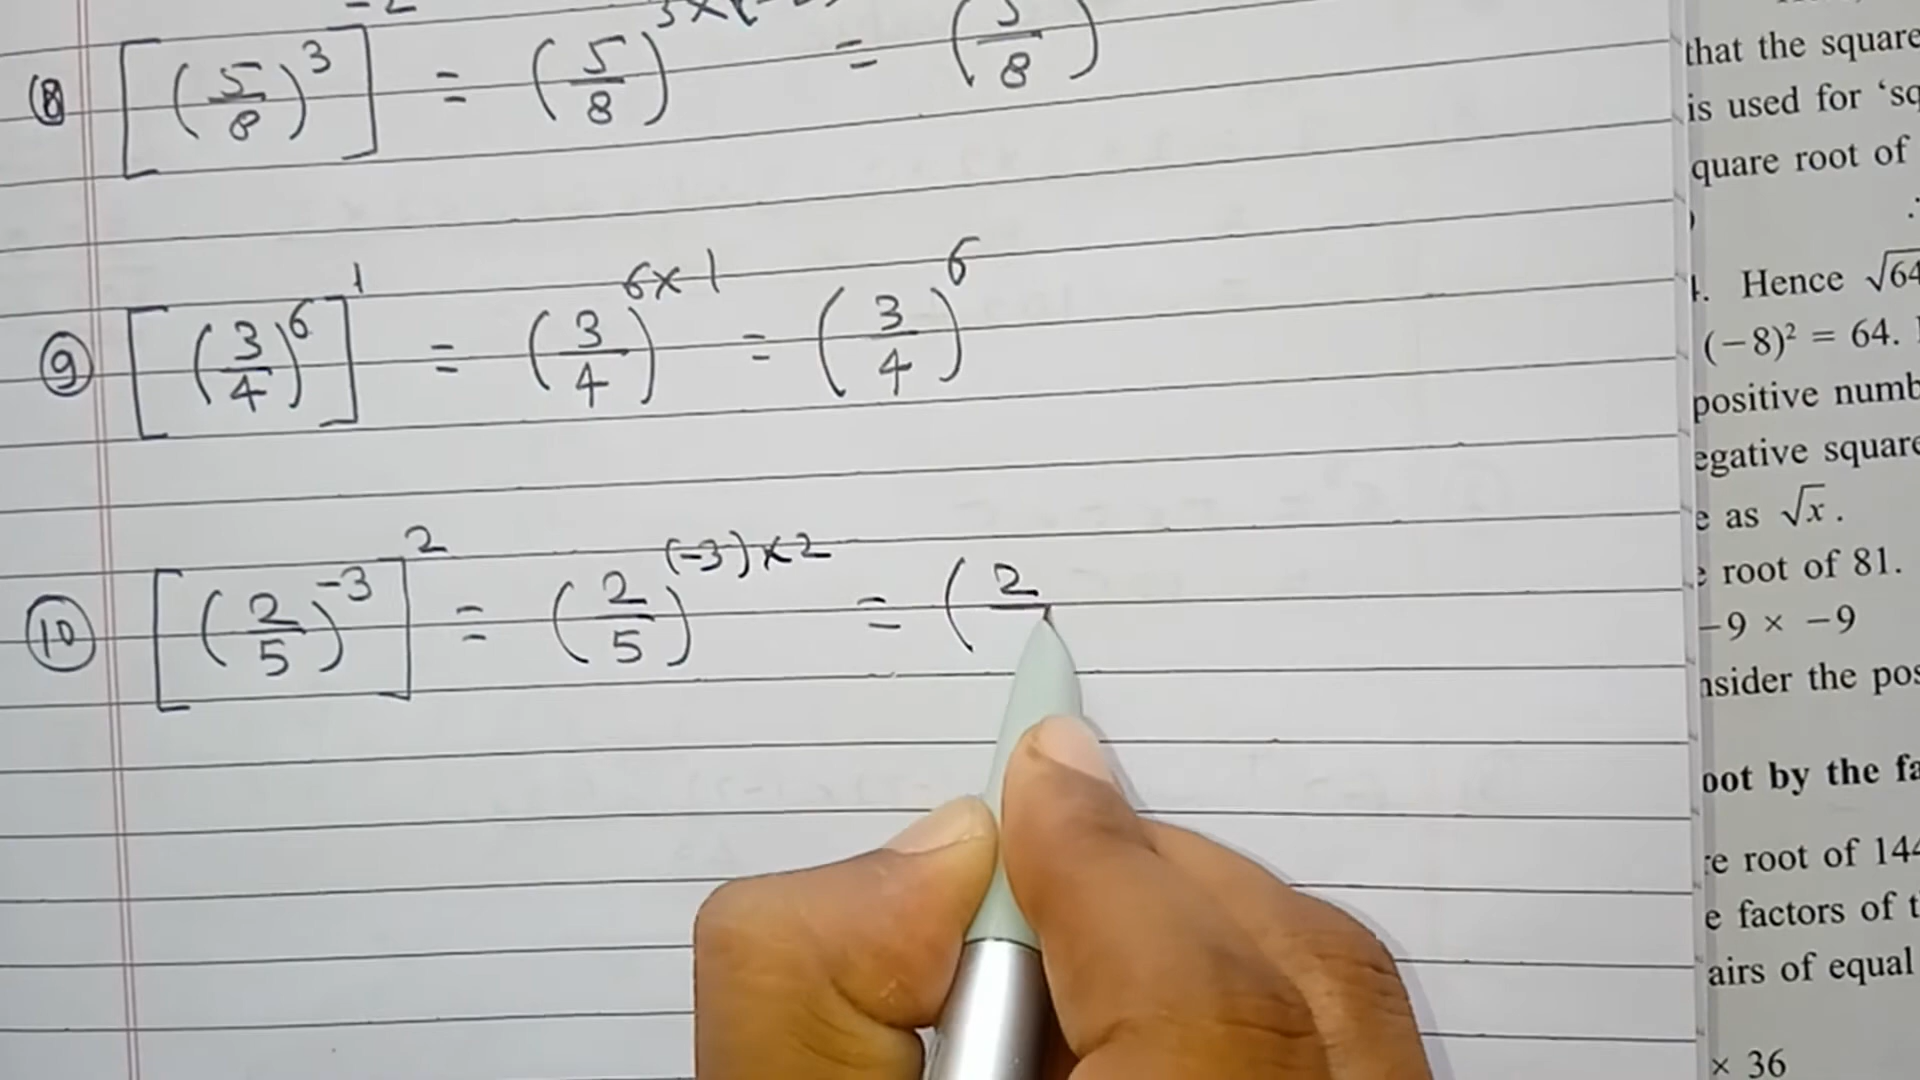 (8) [(5/8)^3]^-2 = (5/8) = (5/8)
(9) [(3/4)^6]^1 = (3/4)^6×1 = (3/4)^6
(10) [(2/5)^-3]^2 = (2/5)^(-3)×2 = (2
that the square
is used for ‘sq
quare root of
Hence √64
(−8)² = 64.
positive numb
egative square
e as √x.
e root of 81.
−9 × −9
nsider the pos
oot by the fa
re root of 144
e factors of t
airs of equal
× 36